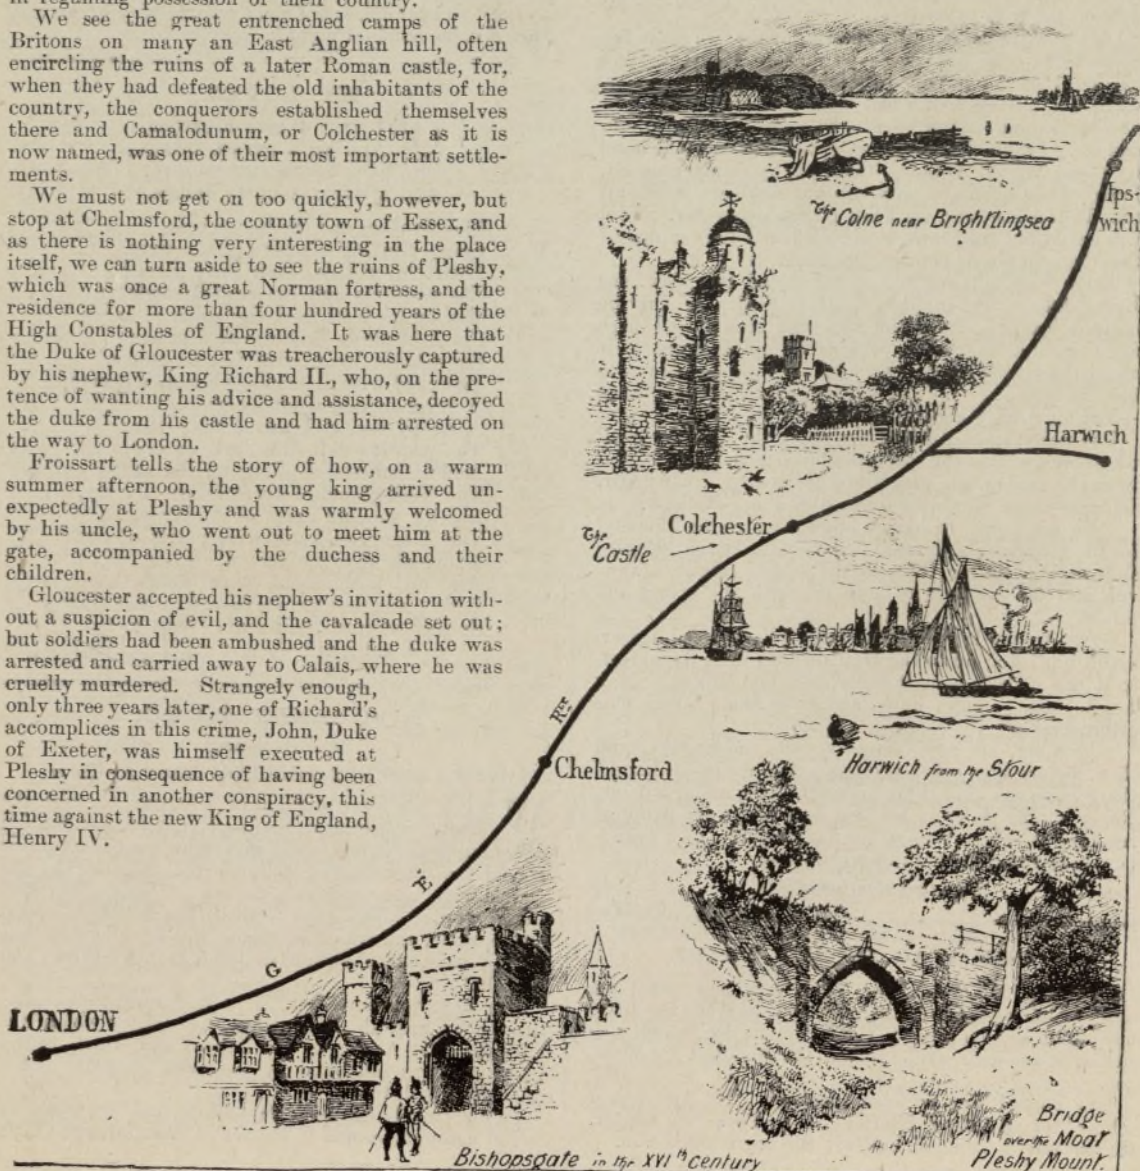 in regaining possession of their country.
We see the great entrenched camps of the
Britons on many an East Anglian hill, often
encircling the ruins of a later Roman castle, for,
when they had defeated the old inhabitants of the
country, the conquerors established themselves
there and Camalodunum, or Colchester as it is
now named, was one of their most important settle-
ments.
We must not get on too quickly, however, but
stop at Chelmsford, the county town of Essex, and
as there is nothing very interesting in the place
itself, we can turn aside to see the ruins of Pleshy,
which was once a great Norman fortress, and the
residence for more than four hundred years of the
High Constables of England. It was here that
the Duke of Gloucester was treacherously captured
by his nephew, King Richard II., who, on the pre-
tence of wanting his advice and assistance, decoyed
the duke from his castle and had him arrested on
the way to London.
Froissart tells the story of how, on a warm
summer afternoon, the young king arrived un-
expectedly at Pleshy and was warmly welcomed
by his uncle, who went out to meet him at the
gate, accompanied by the duchess and their
children.
Gloucester accepted his nephew's invitation with-
out a suspicion of evil, and the cavalcade set out;
but soldiers had been ambushed and the duke was
arrested and carried away to Calais, where he was
cruelly murdered. Strangely enough,
only three years later, one of Richard's
accomplices in this crime, John, Duke
of Exeter, was himself executed at
Pleshy in consequence of having been
concerned in another conspiracy, this
time against the new King of England,
Henry IV.
The Colne near Brightlingsea
Ips-
wich
Harwich
Colchester
The
Castle
Harwich from the Stour
Chelmsford
G E Rwy
LONDON
Bishopsgate in the XVIth century
Bridge
over the Moat
Pleshy Mount